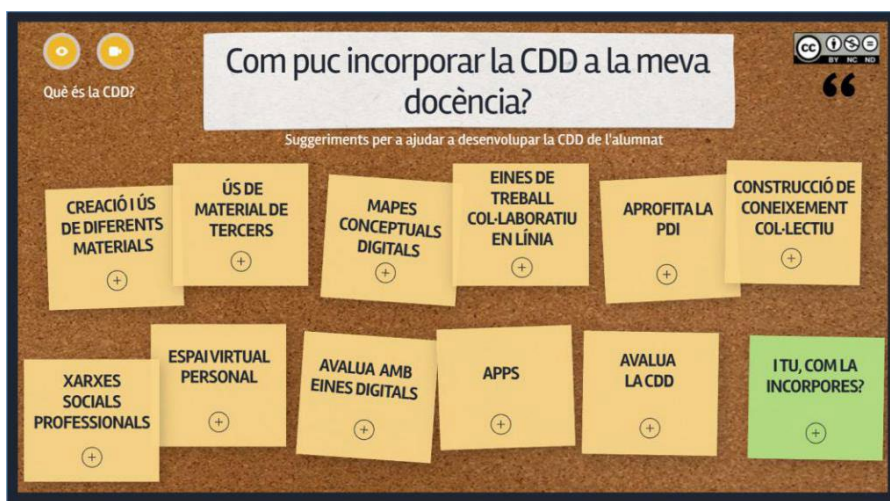 Què és la CDD?
Com puc incorporar la CDD a la meva
docència?
BY NC ND
Suggeriments per a ajudar a desenvolupar la CDD de l'alumnat
CREACIÓ I ÚS
DE DIFERENTS
MATERIALS
ÚS DE
MATERIAL DE
TERCERS
MAPES
CONCEPTUALS
DIGITALS
EINES DE
TREBALL
COL·LABORATIU
EN LÍNIA
APROFITA LA
PDI
CONSTRUCCIÓ DE
CONEIXEMENT
COL·LECTIU
XARXES
SOCIALS
PROFESSIONALS
ESPAI VIRTUAL
PERSONAL
AVALUA AMB
EINES DIGITALS
APPS
AVALUA
LA CDD
I TU, COM LA
INCORPORES?